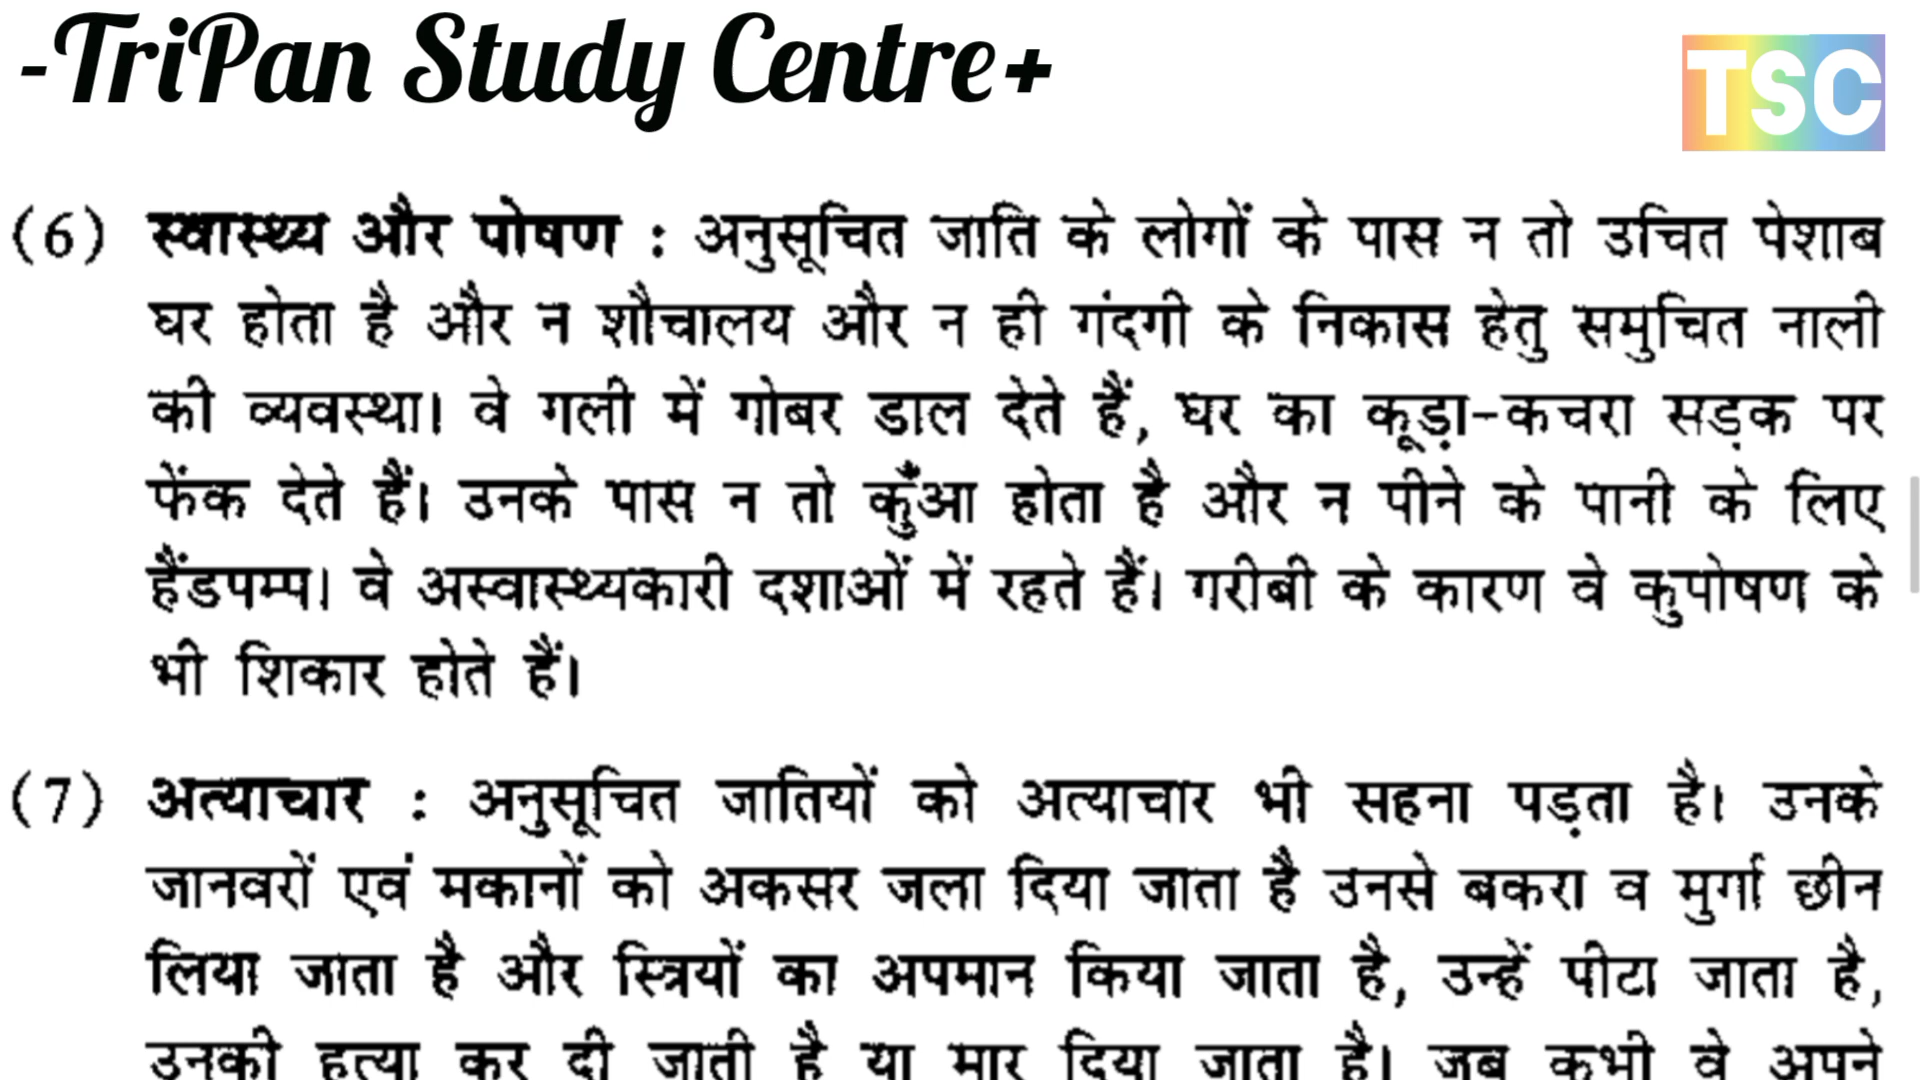 -TriPan Study Centre+
TSC
(6) स्वास्थ्य और पोषण : अनुसूचित जाति के लोगों के पास न तो उचित पेशाब
घर होता है और न शौचालय और न ही गंदगी के निकास हेतु समुचित नाली
की व्यवस्था। वे गली में गोबर डाल देते हैं, घर का कूड़ा-कचरा सड़क पर
फेंक देते हैं। उनके पास न तो कुँआ होता है और न पीने के पानी के लिए
हैंडपम्प। वे अस्वास्थ्यकारी दशाओं में रहते हैं। गरीबी के कारण वे कुपोषण के
भी शिकार होते हैं।
(7) अत्याचार : अनुसूचित जातियों को अत्याचार भी सहना पड़ता है। उनके
जानवरों एवं मकानों को अकसर जला दिया जाता है उनसे बकरा व मुर्गा छीन
लिया जाता है और स्त्रियों का अपमान किया जाता है, उन्हें पीटा जाता है,
उनकी हत्या कर दी जाती है या मार दिया जाता है। जब कभी वे अपने